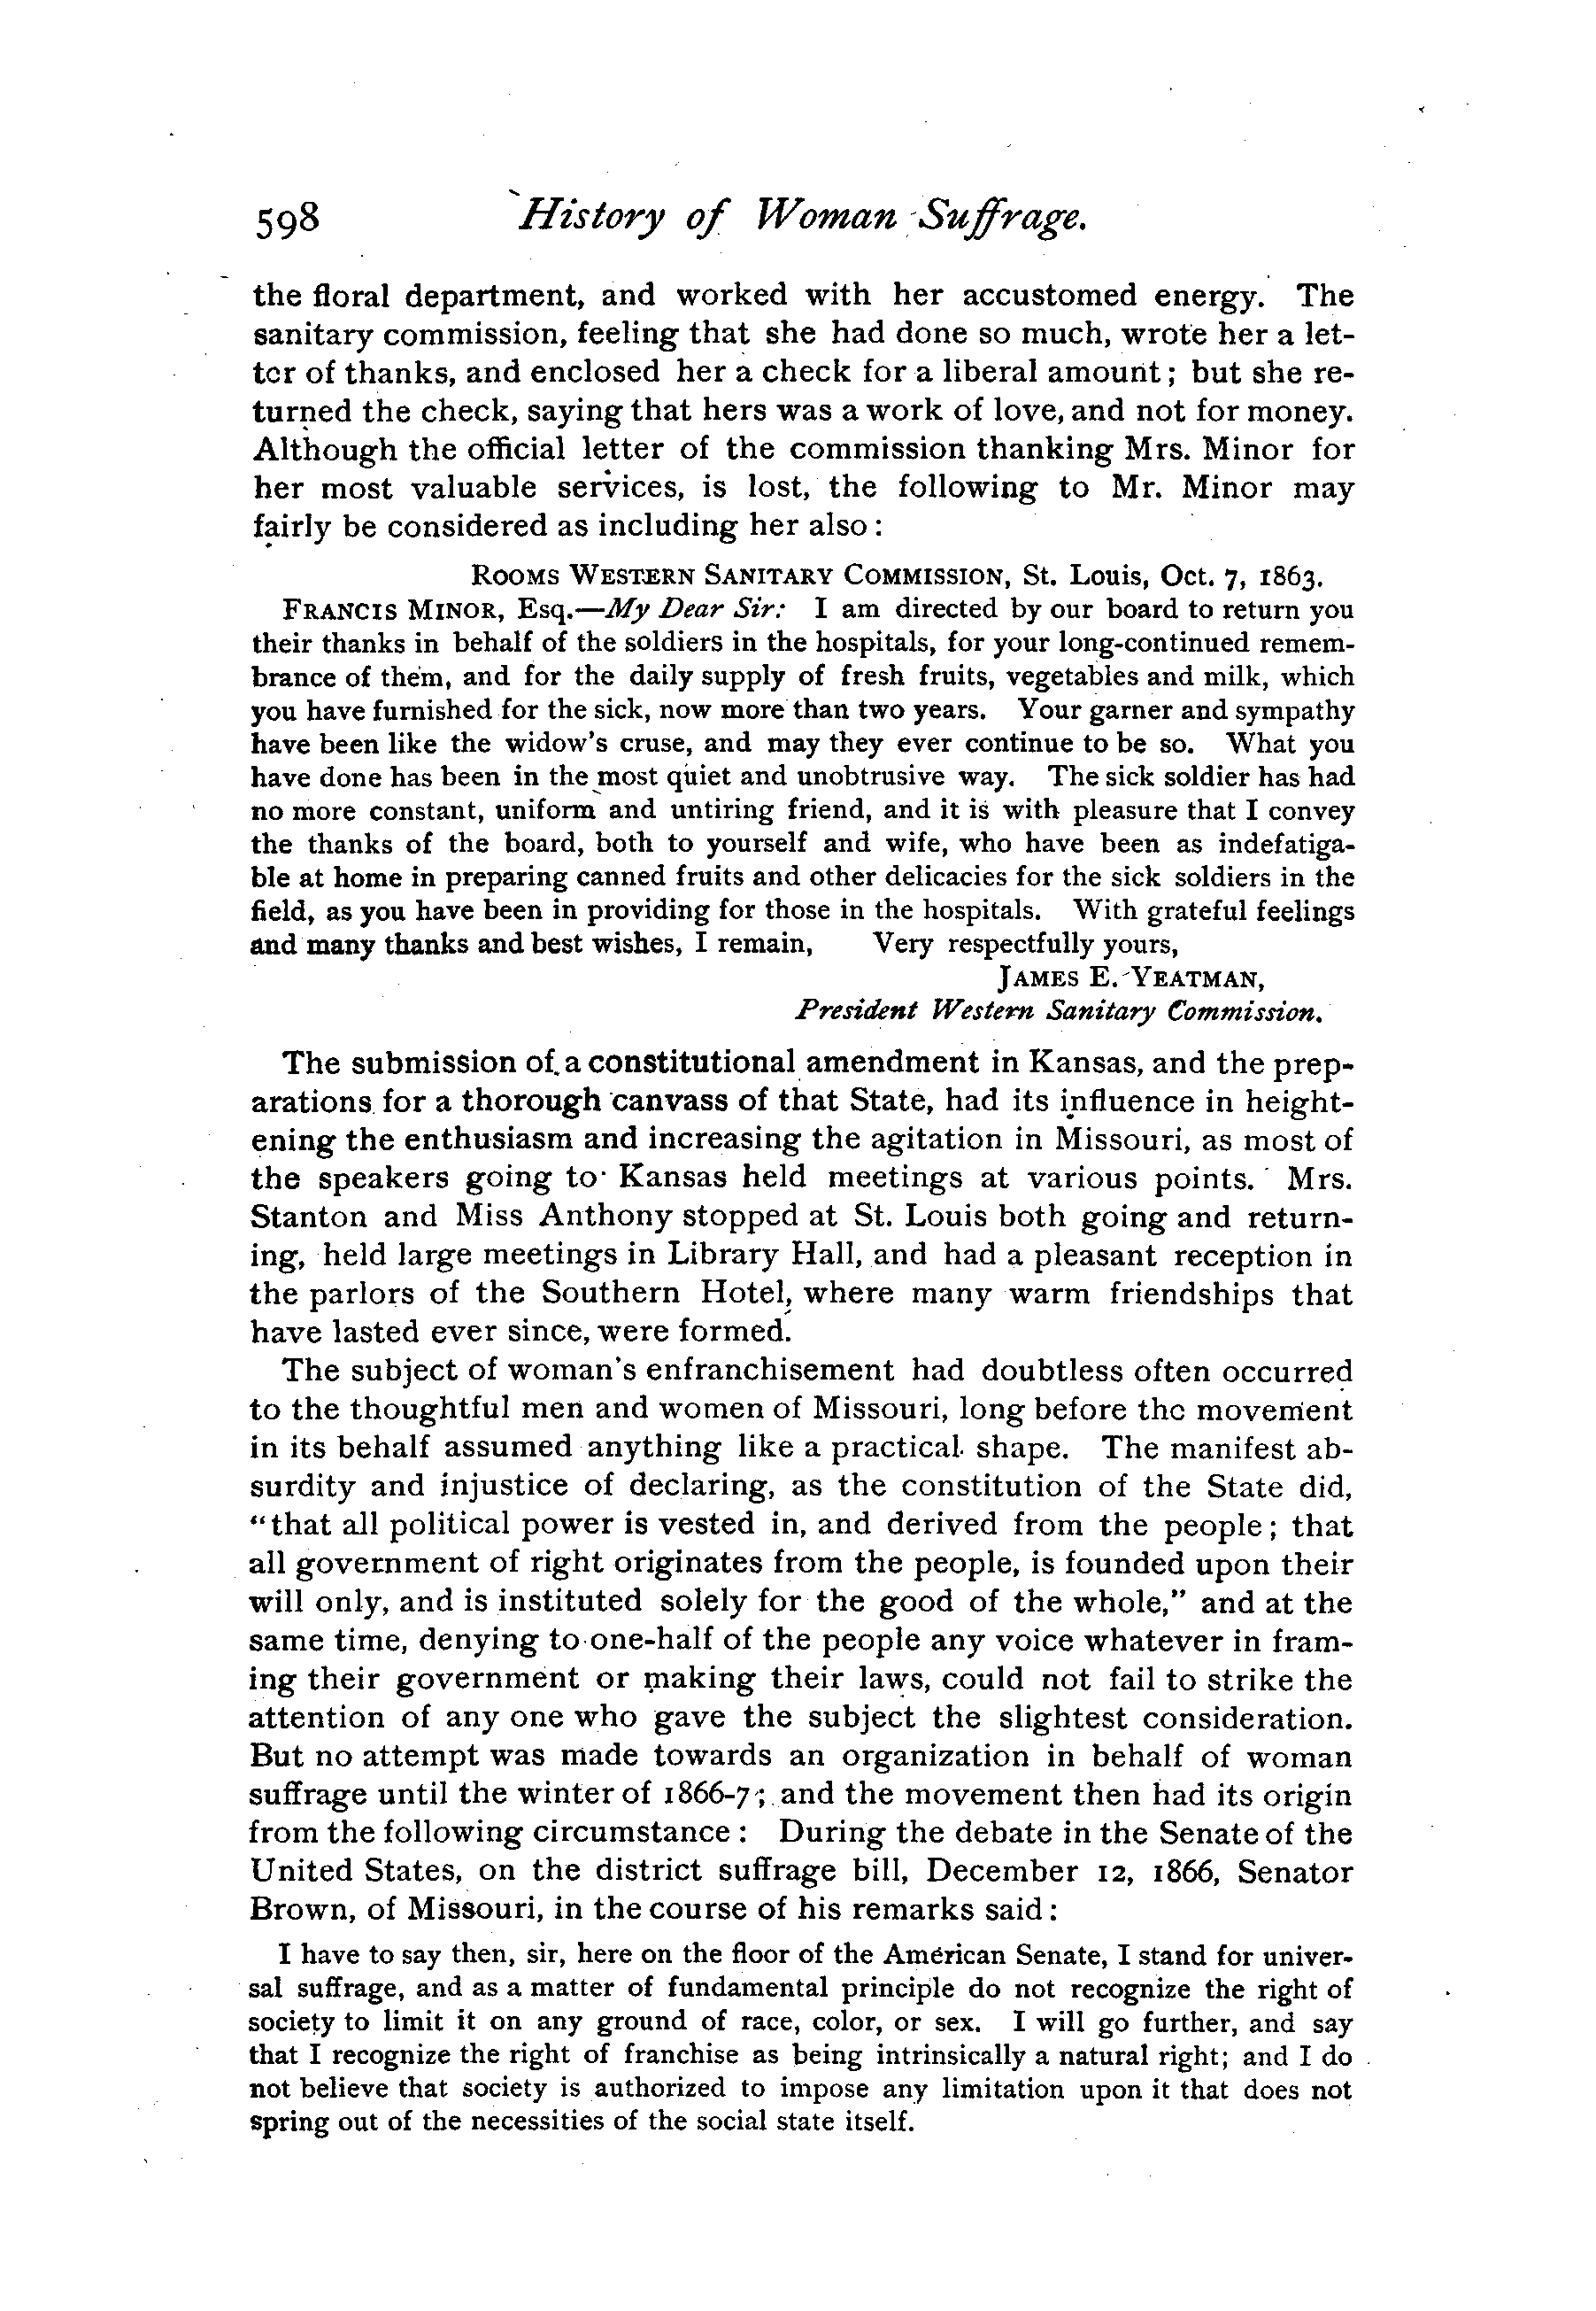 598 History of Woman Suffrage.
the floral department, and worked with her accustomed energy. The
sanitary commission, feeling that she had done so much, wrote her a let-
ter of thanks, and enclosed her a check for a liberal amount; but she re-
turned the check, saying that hers was a work of love, and not for money.
Although the official letter of the commission thanking Mrs. Minor for
her most valuable services, is lost, the following to Mr. Minor may
fairly be considered as including her also:
ROOMS WESTERN SANITARY COMMISSION, St. Louis, Oct. 7, 1863.
FRANCIS MINOR, Esq.—My Dear Sir: I am directed by our board to return you
their thanks in behalf of the soldiers in the hospitals, for your long-continued remem-
brance of them, and for the daily supply of fresh fruits, vegetables and milk, which
you have furnished for the sick, now more than two years. Your garner and sympathy
have been like the widow's cruse, and may they ever continue to be so. What you
have done has been in the most quiet and unobtrusive way. The sick soldier has had
no more constant, uniform and untiring friend, and it is with pleasure that I convey
the thanks of the board, both to yourself and wife, who have been as indefatiga-
ble at home in preparing canned fruits and other delicacies for the sick soldiers in the
field, as you have been in providing for those in the hospitals. With grateful feelings
and many thanks and best wishes, I remain, Very respectfully yours,
JAMES E. YEATMAN,
President Western Sanitary Commission.
The submission of a constitutional amendment in Kansas, and the prep-
arations for a thorough canvass of that State, had its influence in height-
ening the enthusiasm and increasing the agitation in Missouri, as most of
the speakers going to Kansas held meetings at various points. Mrs.
Stanton and Miss Anthony stopped at St. Louis both going and return-
ing, held large meetings in Library Hall, and had a pleasant reception in
the parlors of the Southern Hotel, where many warm friendships that
have lasted ever since, were formed.
The subject of woman's enfranchisement had doubtless often occurred
to the thoughtful men and women of Missouri, long before the movement
in its behalf assumed anything like a practical shape. The manifest ab-
surdity and injustice of declaring, as the constitution of the State did,
"that all political power is vested in, and derived from the people; that
all government of right originates from the people, is founded upon their
will only, and is instituted solely for the good of the whole," and at the
same time, denying to one-half of the people any voice whatever in fram-
ing their government or making their laws, could not fail to strike the
attention of any one who gave the subject the slightest consideration.
But no attempt was made towards an organization in behalf of woman
suffrage until the winter of 1866-7; and the movement then had its origin
from the following circumstance: During the debate in the Senate of the
United States, on the district suffrage bill, December 12, 1866, Senator
Brown, of Missouri, in the course of his remarks said:
I have to say then, sir, here on the floor of the American Senate, I stand for univer-
sal suffrage, and as a matter of fundamental principle do not recognize the right of
society to limit it on any ground of race, color, or sex. I will go further, and say
that I recognize the right of franchise as being intrinsically a natural right; and I do
not believe that society is authorized to impose any limitation upon it that does not
spring out of the necessities of the social state itself.